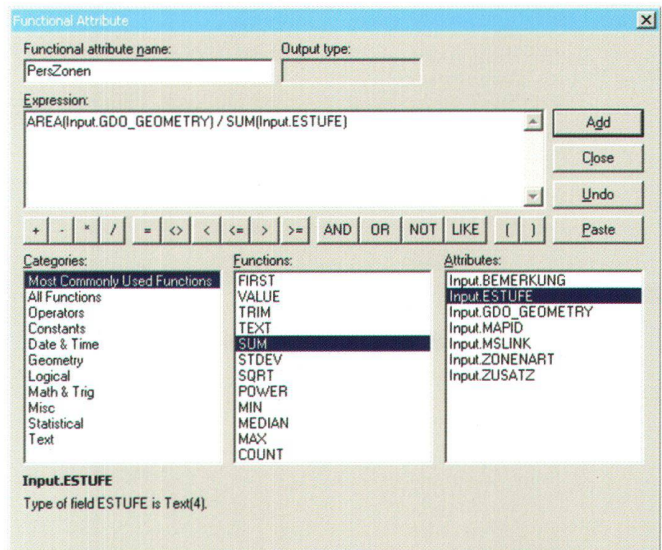 Functional Attribute
Functional attribute name:
Output type:
PersZonen
Expression:
AREA(Input.GDO_GEOMETRY) / SUM(Input.ESTUFE)
Add
Close
Undo
Paste
+ - * / = <> < <= > >= AND OR NOT LIKE ( )
Categories:
Most Commonly Used Functions
All Functions
Operators
Constants
Date & Time
Geometry
Logical
Math & Trig
Misc
Statistical
Text
Functions:
FIRST
VALUE
TRIM
TEXT
SUM
STDEV
SQRT
POWER
MIN
MEDIAN
MAX
COUNT
Attributes:
Input.BEMERKUNG
Input.ESTUFE
Input.GDO_GEOMETRY
Input.MAPID
Input.MSLINK
Input.ZONENART
Input.ZUSATZ
Input.ESTUFE
Type of field ESTUFE is Text(4).